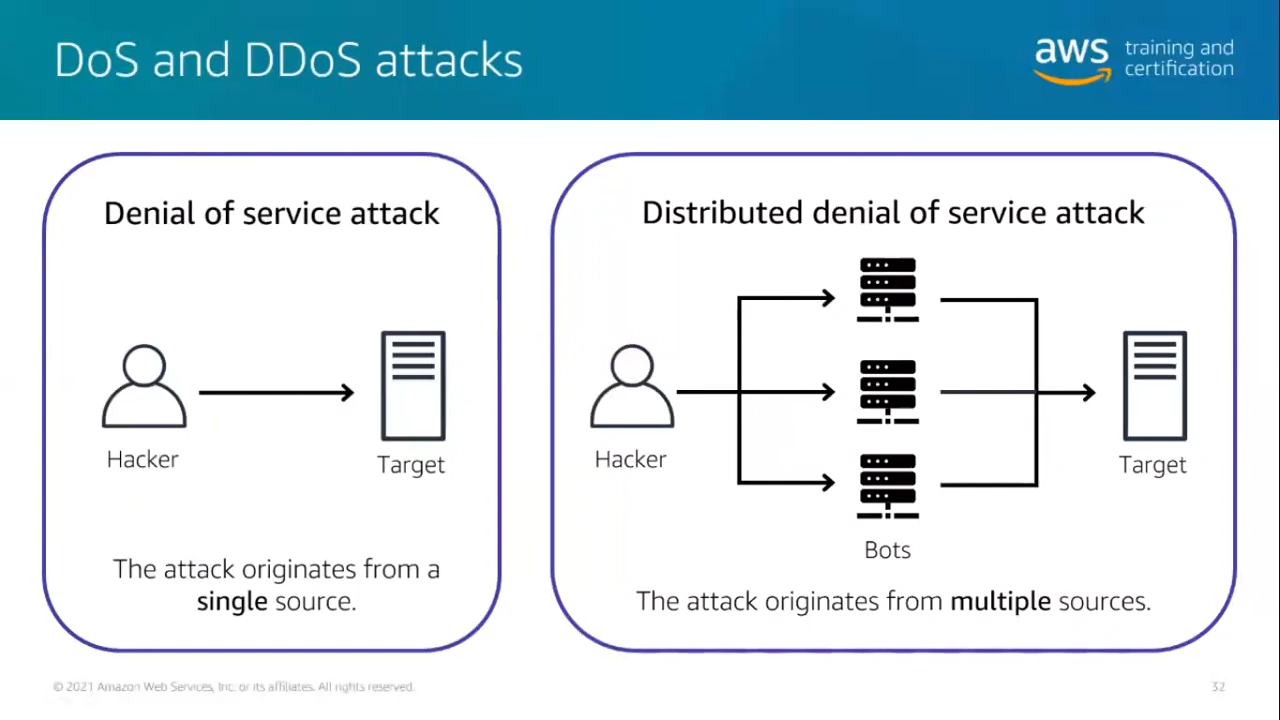 DoS and DDoS attacks
aws training and
certification
Denial of service attack
Hacker
Target
The attack originates from a
single source.
Distributed denial of service attack
Hacker
Bots
Target
The attack originates from multiple sources.
© 2021 Amazon Web Services, Inc. or its affiliates. All rights reserved.
32